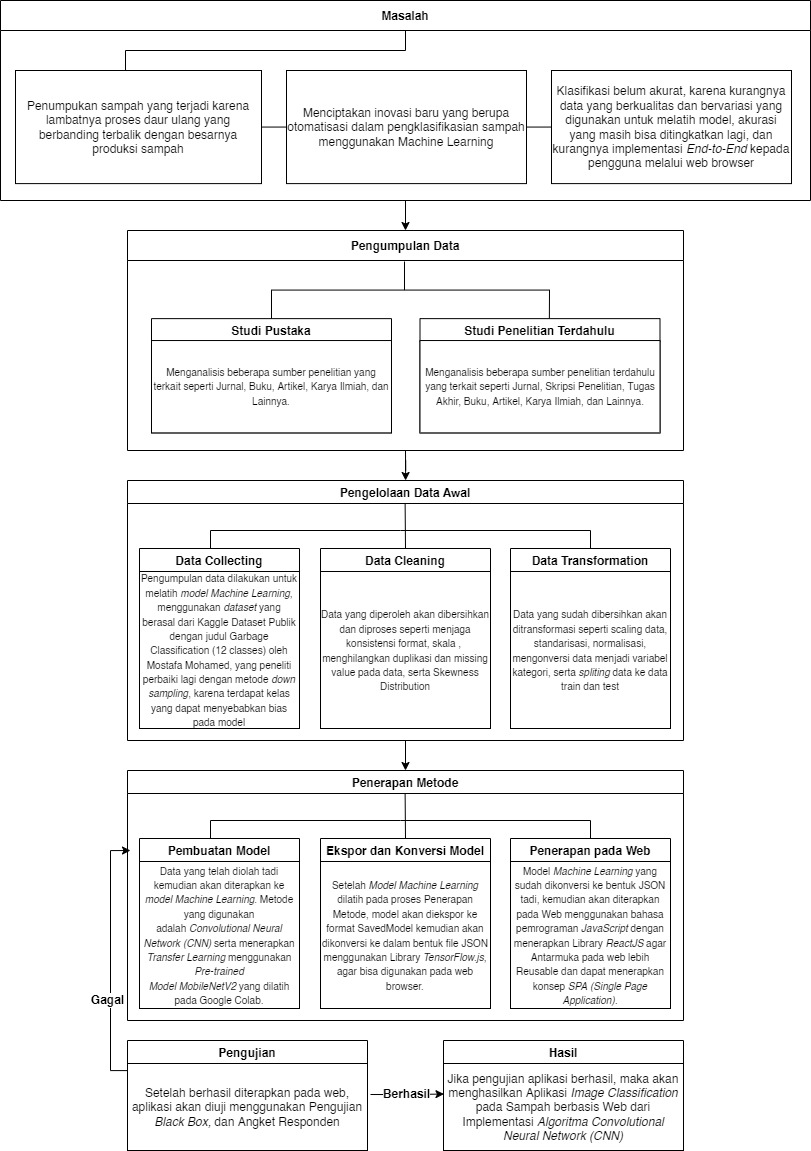 Masalah
Penumpukan sampah yang terjadi karena
lambatnya proses daur ulang yang
berbanding terbalik dengan besarnya
produksi sampah
Menciptakan inovasi baru yang berupa
otomatisasi dalam pengklasifikasian sampah
menggunakan Machine Learning
Klasifikasi belum akurat, karena kurangnya
data yang berkualitas dan bervariasi yang
digunakan untuk melatih model, akurasi
yang masih bisa ditingkatkan lagi, dan
kurangnya implementasi End-to-End kepada
pengguna melalui web browser
Pengumpulan Data
Studi Pustaka
Menganalisis beberapa sumber penelitian yang
terkait seperti Jurnal, Buku, Artikel, Karya Ilmiah, dan
Lainnya.
Studi Penelitian Terdahulu
Menganalisis beberapa sumber penelitian terdahulu
yang terkait seperti Jurnal, Skripsi Penelitian, Tugas
Akhir, Buku, Artikel, Karya Ilmiah, dan Lainnya.
Pengelolaan Data Awal
Data Collecting
Pengumpulan data dilakukan untuk
melatih model Machine Learning,
menggunakan dataset yang
berasal dari Kaggle Dataset Publik
dengan judul Garbage
Classification (12 classes) oleh
Mostafa Mohamed, yang peneliti
perbaiki lagi dengan metode down
sampling, karena terdapat kelas
yang dapat menyebabkan bias
pada model
Data Cleaning
Data yang diperoleh akan dibersihkan
dan diproses seperti menjaga
konsistensi format, skala ,
menghilangkan duplikasi dan missing
value pada data, serta Skewness
Distribution
Data Transformation
Data yang sudah dibersihkan akan
ditransformasi seperti scaling data,
standarisasi, normalisasi,
mengonversi data menjadi variabel
kategori, serta spliting data ke data
train dan test
Penerapan Metode
Pembuatan Model
Data yang telah diolah tadi
kemudian akan diterapkan ke
model Machine Learning. Metode
yang digunakan
adalah Convolutional Neural
Network (CNN) serta menerapkan
Transfer Learning menggunakan
Pre-trained
Model MobileNetV2 yang dilatih
pada Google Colab.
Ekspor dan Konversi Model
Setelah Model Machine Learning
dilatih pada proses Penerapan
Metode, model akan diekspor ke
format SavedModel kemudian akan
dikonversi ke dalam bentuk file JSON
menggunakan Library TensorFlow.js,
agar bisa digunakan pada web
browser.
Penerapan pada Web
Model Machine Learning yang
sudah dikonversi ke bentuk JSON
tadi, kemudian akan diterapkan
pada Web menggunakan bahasa
pemrograman JavaScript dengan
menerapkan Library ReactJS agar
Antarmuka pada web lebih
Reusable dan dapat menerapkan
konsep SPA (Single Page
Application).
Gagal
Pengujian
Setelah berhasil diterapkan pada web,
aplikasi akan diuji menggunakan Pengujian
Black Box, dan Angket Responden
Berhasil
Hasil
Jika pengujian aplikasi berhasil, maka akan
menghasilkan Aplikasi Image Classification
pada Sampah berbasis Web dari
Implementasi Algoritma Convolutional
Neural Network (CNN)